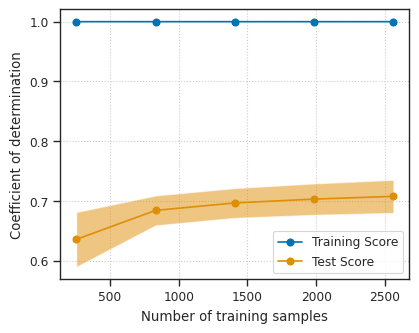 Coefficient of determination
1.0
0.9
0.8
0.7
0.6
Training Score
Test Score
500 1000 1500 2000 2500
Number of training samples